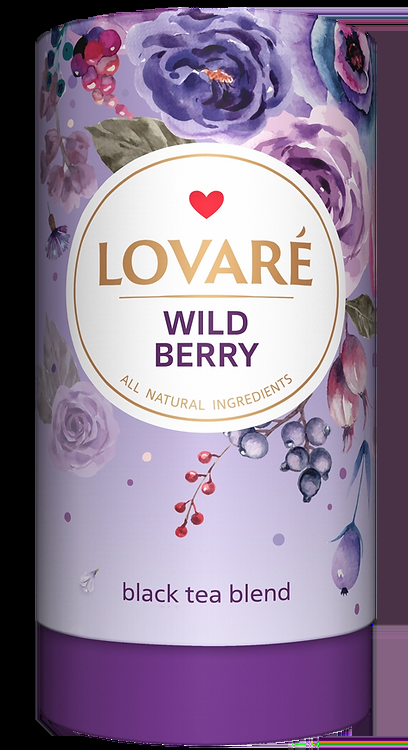 LOVARÉ
WILD
BERRY
ALL NATURAL INGREDIENTS
black tea blend